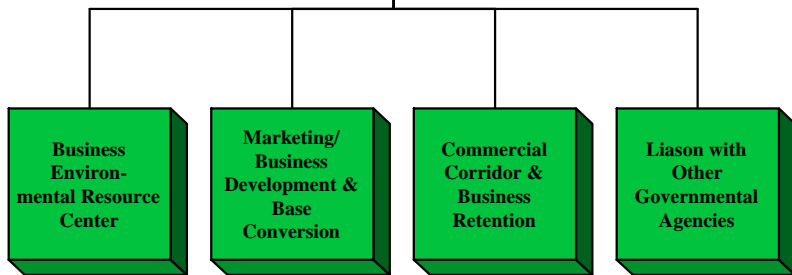 Business
Environ-
mental Resource
Center
Marketing/
Business
Development &
Base
Conversion
Commercial
Corridor &
Business
Retention
Liason with
Other
Governmental
Agencies